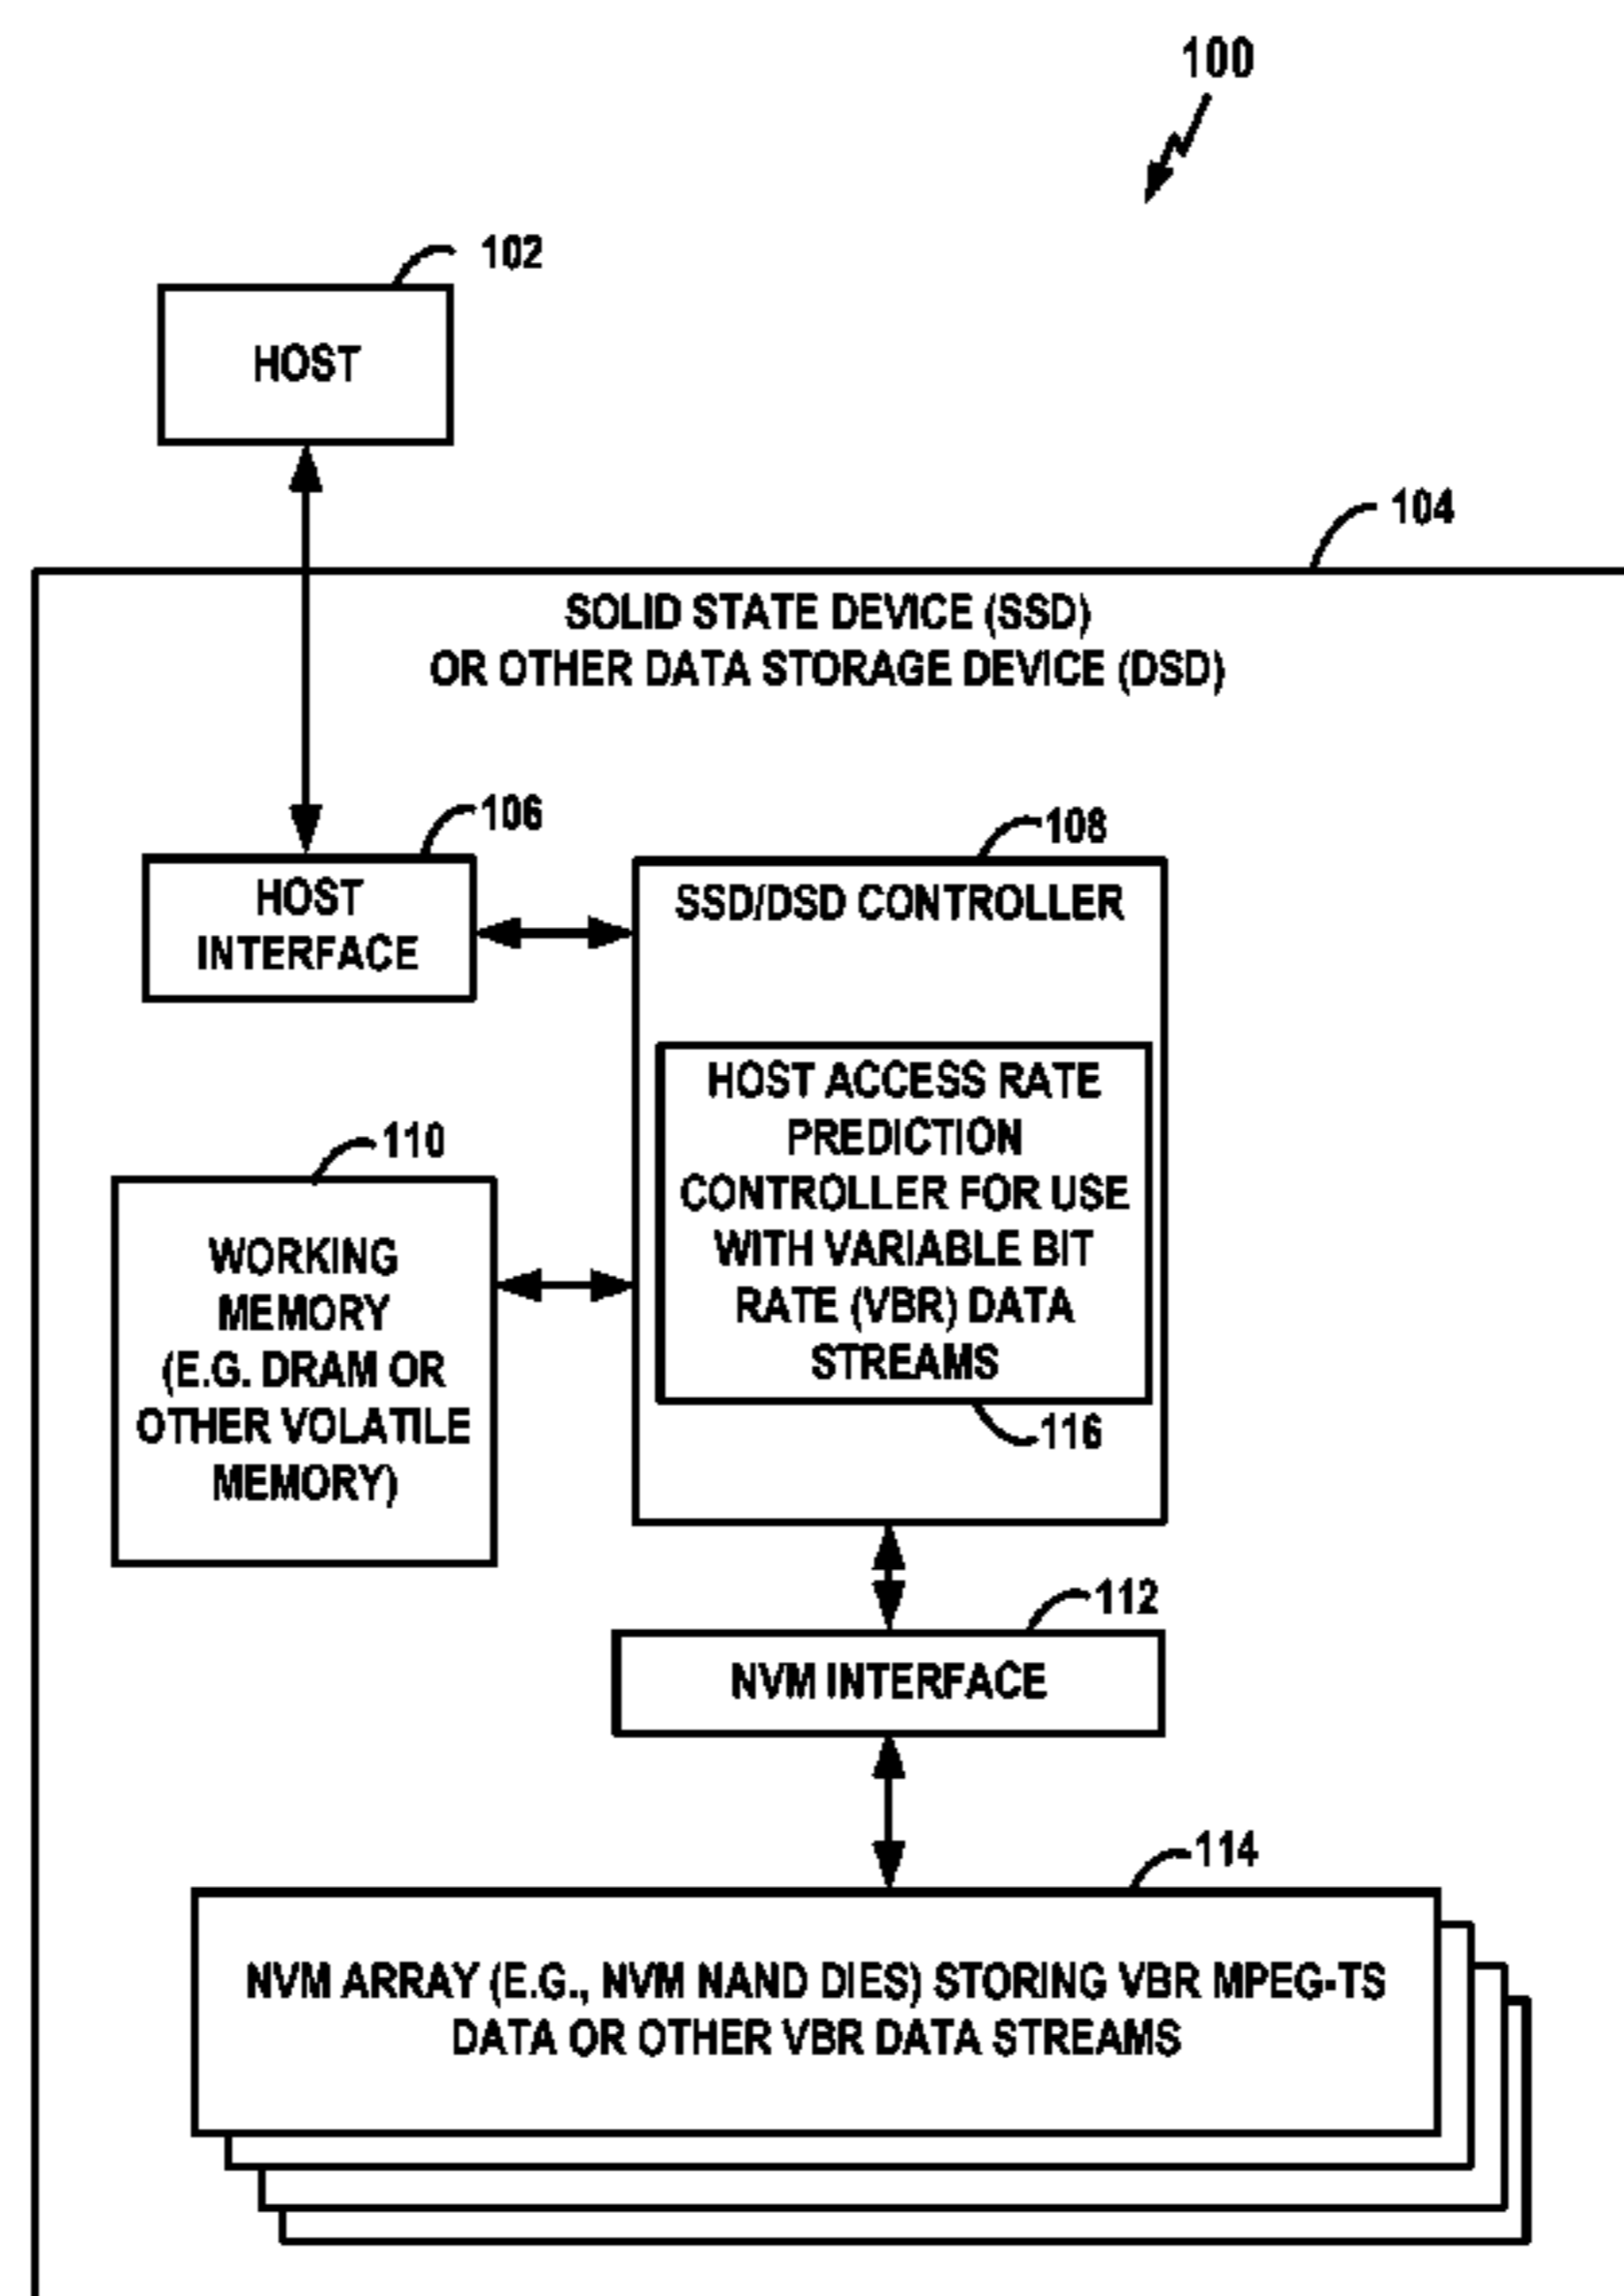 100
102
HOST
104
SOLID STATE DEVICE (SSD)
OR OTHER DATA STORAGE DEVICE (DSD)
106
HOST
INTERFACE
108
SSD/DSD CONTROLLER
HOST ACCESS RATE
PREDICTION
CONTROLLER FOR USE
WITH VARIABLE BIT
RATE (VBR) DATA
STREAMS
116
110
WORKING
MEMORY
(E.G. DRAM OR
OTHER VOLATILE
MEMORY)
112
NVM INTERFACE
114
NVM ARRAY (E.G., NVM NAND DIES) STORING VBR MPEG-TS
DATA OR OTHER VBR DATA STREAMS